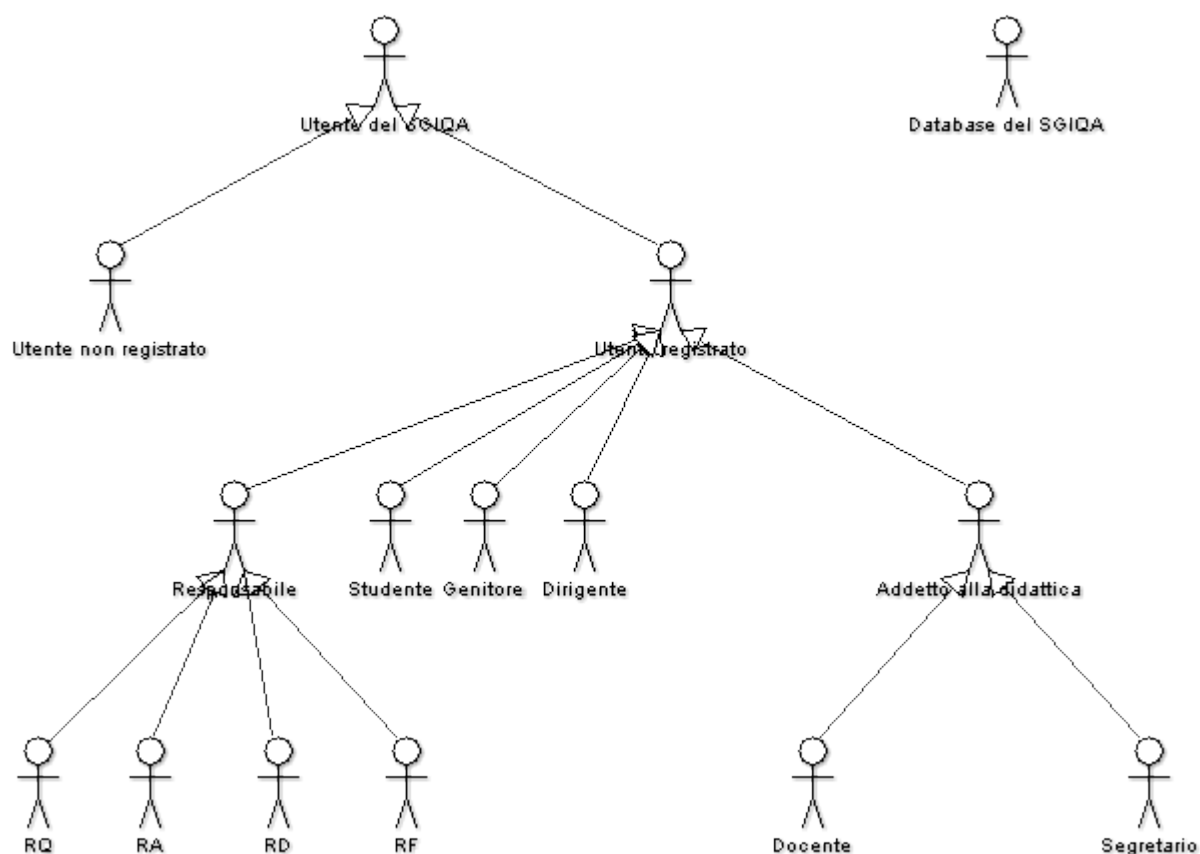 Utente del SGIQA
Database del SGIQA
Utente non registrato
Utente registrato
Responsabile
Studente
Genitore
Dirigente
Addetto alla didattica
RQ
RA
RD
RF
Docente
Segretario